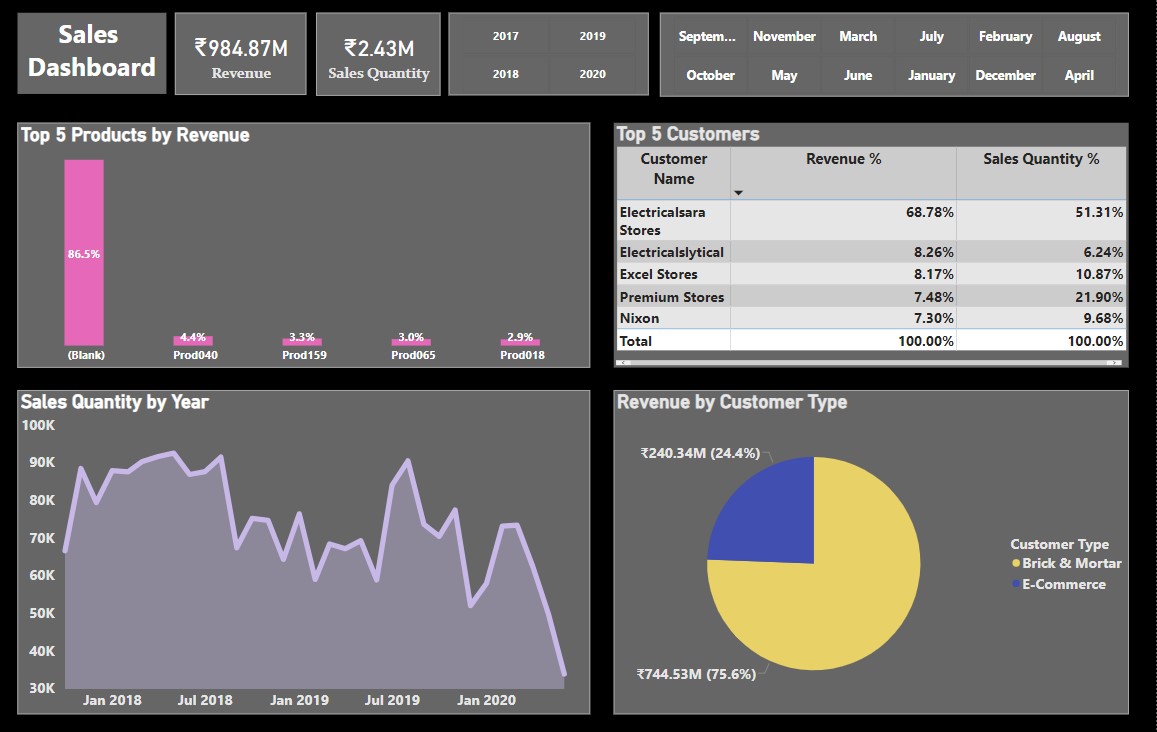 Sales
Dashboard
₹984.87M
Revenue
₹2.43M
Sales Quantity
2017 2019
2018 2020
Septem... November March July February August
October May June January December April
Top 5 Products by Revenue
86.5%
4.4% 3.3% 3.0% 2.9%
(Blank) Prod040 Prod159 Prod065 Prod018
Top 5 Customers
Customer Name Revenue % Sales Quantity %
Electricalsara Stores 68.78% 51.31%
Electricalslytical 8.26% 6.24%
Excel Stores 8.17% 10.87%
Premium Stores 7.48% 21.90%
Nixon 7.30% 9.68%
Total 100.00% 100.00%
Sales Quantity by Year
100K
90K
80K
70K
60K
50K
40K
30K
Jan 2018 Jul 2018 Jan 2019 Jul 2019 Jan 2020
Revenue by Customer Type
₹240.34M (24.4%)
₹744.53M (75.6%)
Customer Type
Brick & Mortar
E-Commerce